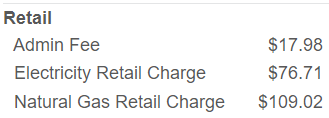 Retail
Admin Fee $17.98
Electricity Retail Charge $76.71
Natural Gas Retail Charge $109.02